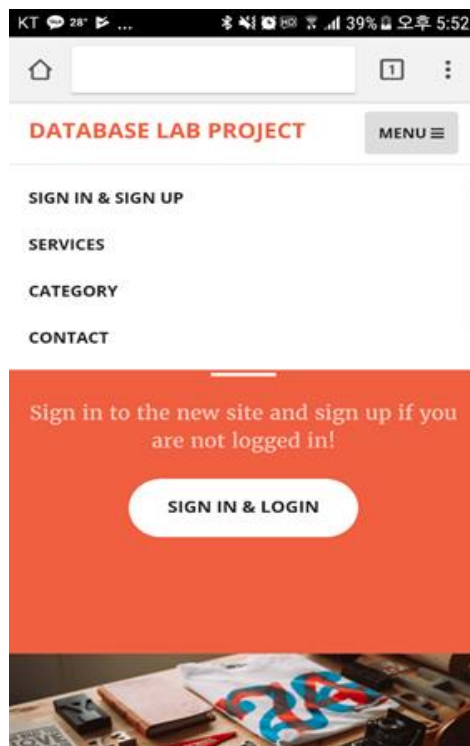 KT 28° ... HD 39% 오후 5:52
1
DATABASE LAB PROJECT
MENU
SIGN IN & SIGN UP
SERVICES
CATEGORY
CONTACT
Sign in to the new site and sign up if you
are not logged in!
SIGN IN & LOGIN